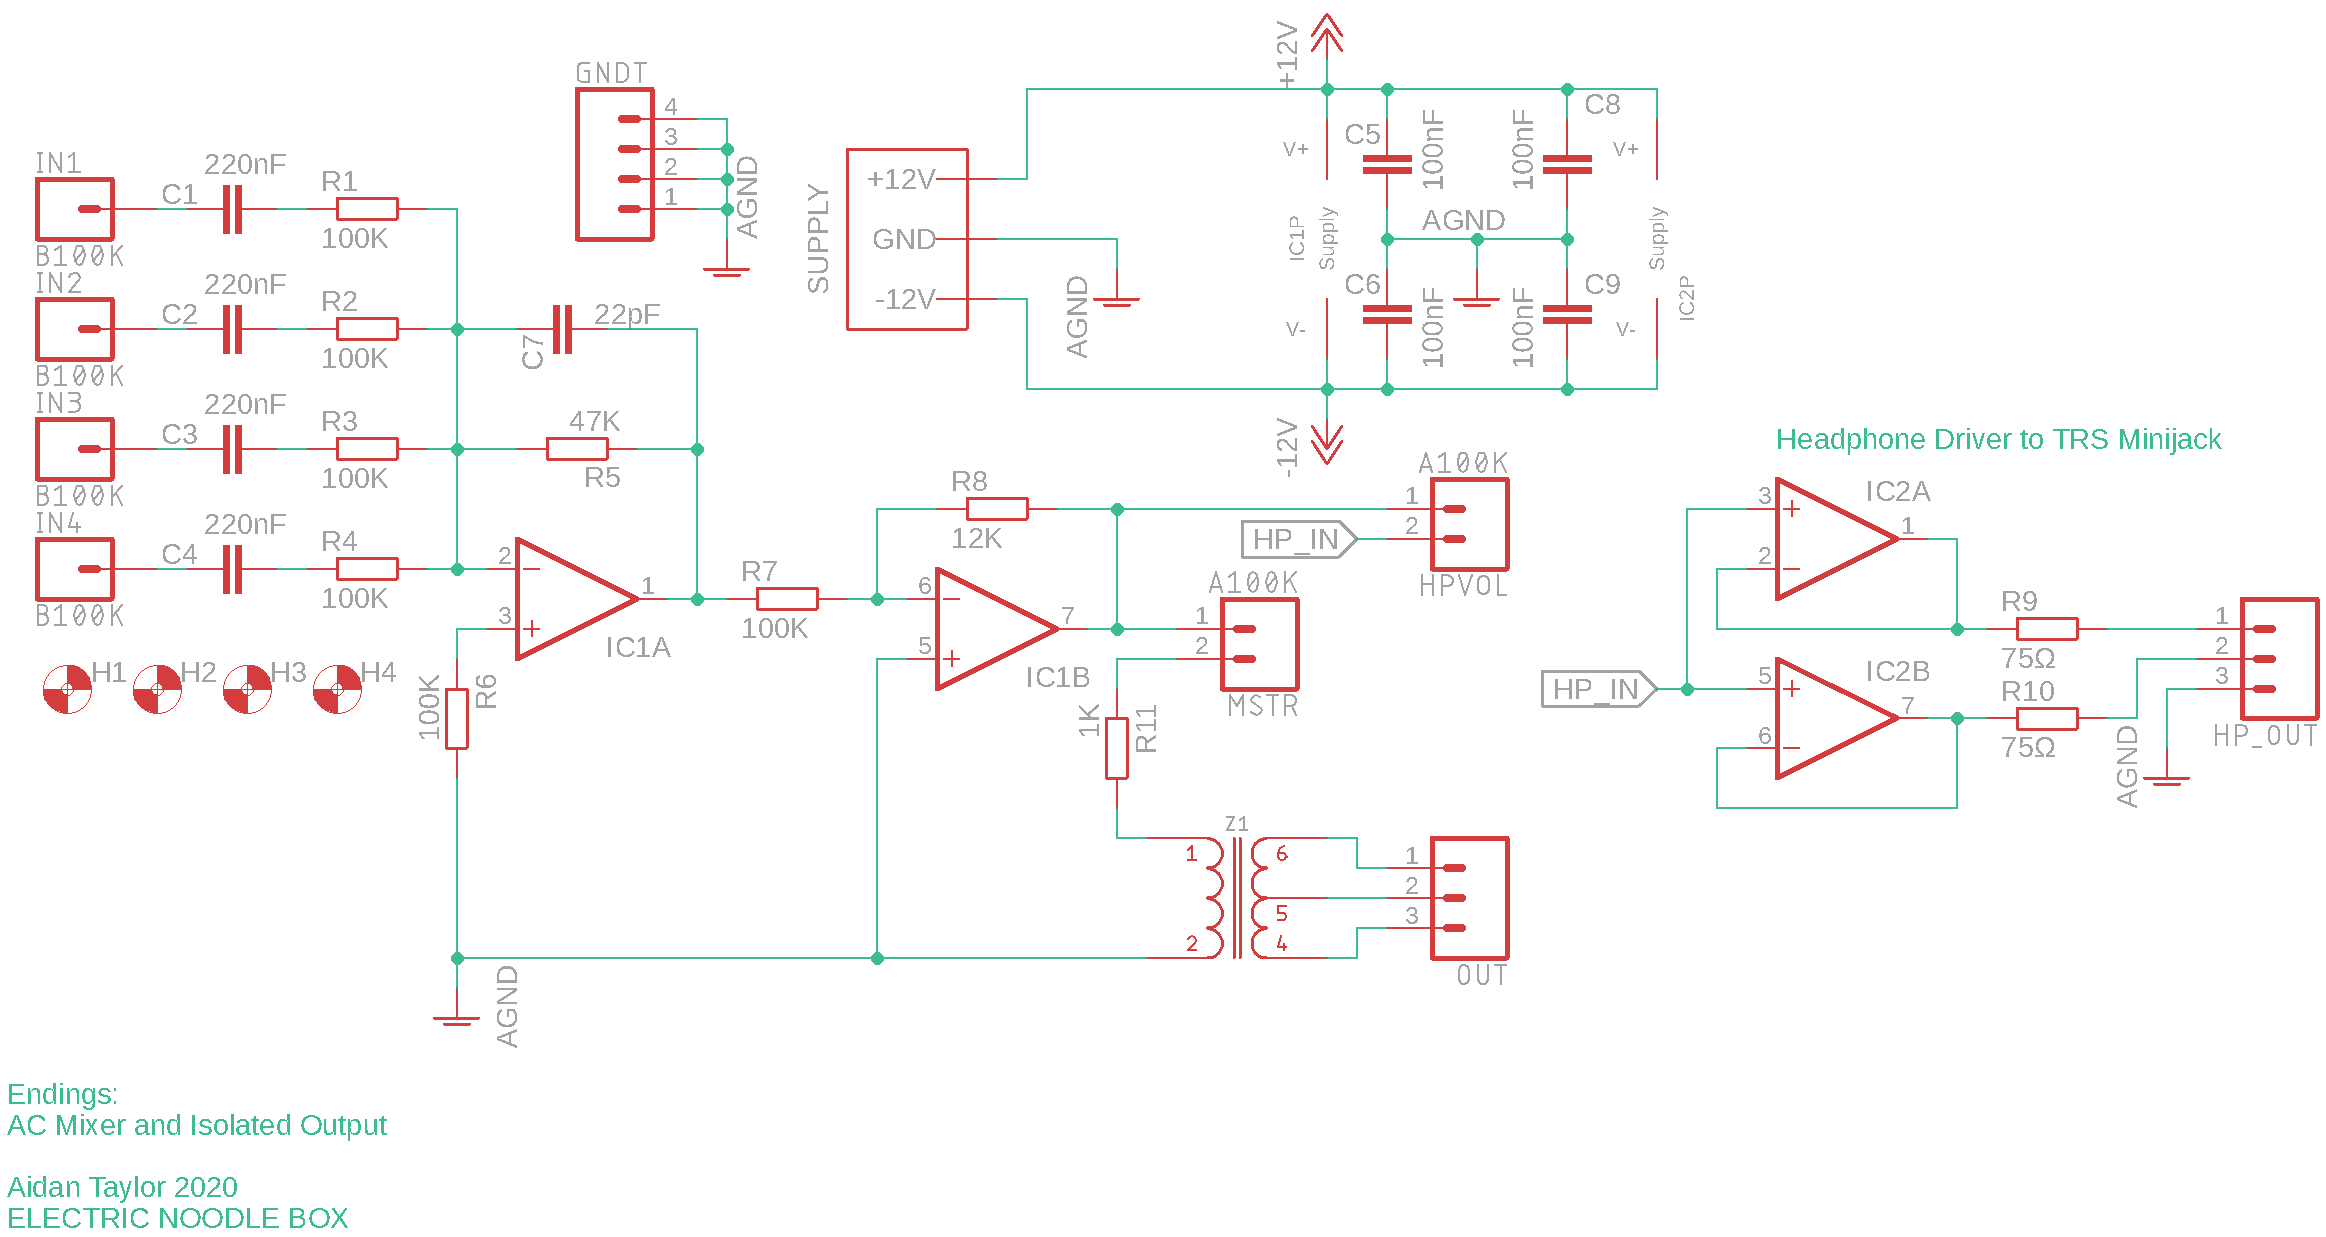 GNDT
4
3
2
1
AGND
IN1
B100K
C1
220nF
R1
100K
IN2
B100K
C2
220nF
R2
100K
IN3
B100K
C3
220nF
R3
100K
IN4
B100K
C4
220nF
R4
100K
C7
22pF
47K
R5
2
3
1
IC1A
H1
H2
H3
H4
100K
R6
AGND
R7
100K
R8
12K
6
5
7
IC1B
SUPPLY
+12V
GND
-12V
AGND
+12V
-12V
V+
V-
IC1P
Supply
C5
100nF
C6
100nF
AGND
C8
100nF
C9
100nF
V+
V-
Supply
IC2P
A100K
1
2
HPVOL
HP_IN
A100K
1
2
MSTR
1K
R11
Z1
1
2
6
5
4
1
2
3
OUT
Headphone Driver to TRS Minijack
3
2
1
IC2A
HP_IN
5
6
7
IC2B
R9
75Ω
R10
75Ω
1
2
3
HP_OUT
AGND
Endings:
AC Mixer and Isolated Output
Aidan Taylor 2020
ELECTRIC NOODLE BOX